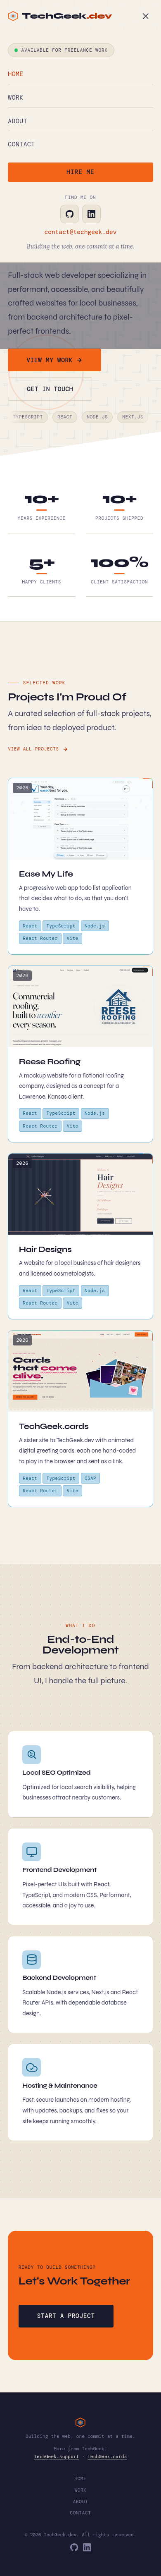 TechGeek.dev
AVAILABLE FOR FREELANCE WORK
HOME
WORK
ABOUT
CONTACT
HIRE ME
FIND ME ON
contact@techgeek.dev
Building the web, one commit at a time.
Full-stack web developer specializing in
performant, accessible, and beautifully
crafted websites for local businesses,
from backend architecture to pixel-
perfect frontends.
VIEW MY WORK →
GET IN TOUCH
TYPESCRIPT REACT NODE.JS NEXT.JS
10+ 10+
YEARS EXPERIENCE PROJECTS SHIPPED
5+ 100%
HAPPY CLIENTS CLIENT SATISFACTION
SELECTED WORK
Projects I'm Proud Of
A curated selection of full-stack projects,
from idea to deployed product.
VIEW ALL PROJECTS →
2026
Ease My Life
A progressive web app todo list application
that decides what to do, so that you don't
have to.
React TypeScript Node.js
React Router Vite
2026
Commercial
roofing,
built to weather
every season.
REESE
ROOFING
Reese Roofing
A mockup website for a fictional roofing
company, designed as a concept for a
Lawrence, Kansas client.
React TypeScript Node.js
React Router Vite
2026
Hair
Designs
Hair Designs
A website for a local business of hair designers
and licensed cosmetologists.
React TypeScript Node.js
React Router Vite
2026
Cards
that come
alive.
TechGeek.cards
A sister site to TechGeek.dev with animated
digital greeting cards, each one hand-coded
to play in the browser and sent as a link.
React TypeScript GSAP
React Router Vite
WHAT I DO
End-to-End
Development
From backend architecture to frontend
UI, I handle the full picture.
Local SEO Optimized
Optimized for local search visibility, helping
businesses attract nearby customers.
Frontend Development
Pixel-perfect UIs built with React,
TypeScript, and modern CSS. Performant,
accessible, and a joy to use.
Backend Development
Scalable Node.js services, Next.js and React
Router APIs, with dependable database
design.
Hosting & Maintenance
Fast, secure launches on modern hosting,
with updates, backups, and fixes so your
site keeps running smoothly.
READY TO BUILD SOMETHING?
Let's Work Together
START A PROJECT
Building the web, one commit at a time.
More from TechGeek:
TechGeek.support · TechGeek.cards
HOME
WORK
ABOUT
CONTACT
© 2026 TechGeek.dev. All rights reserved.